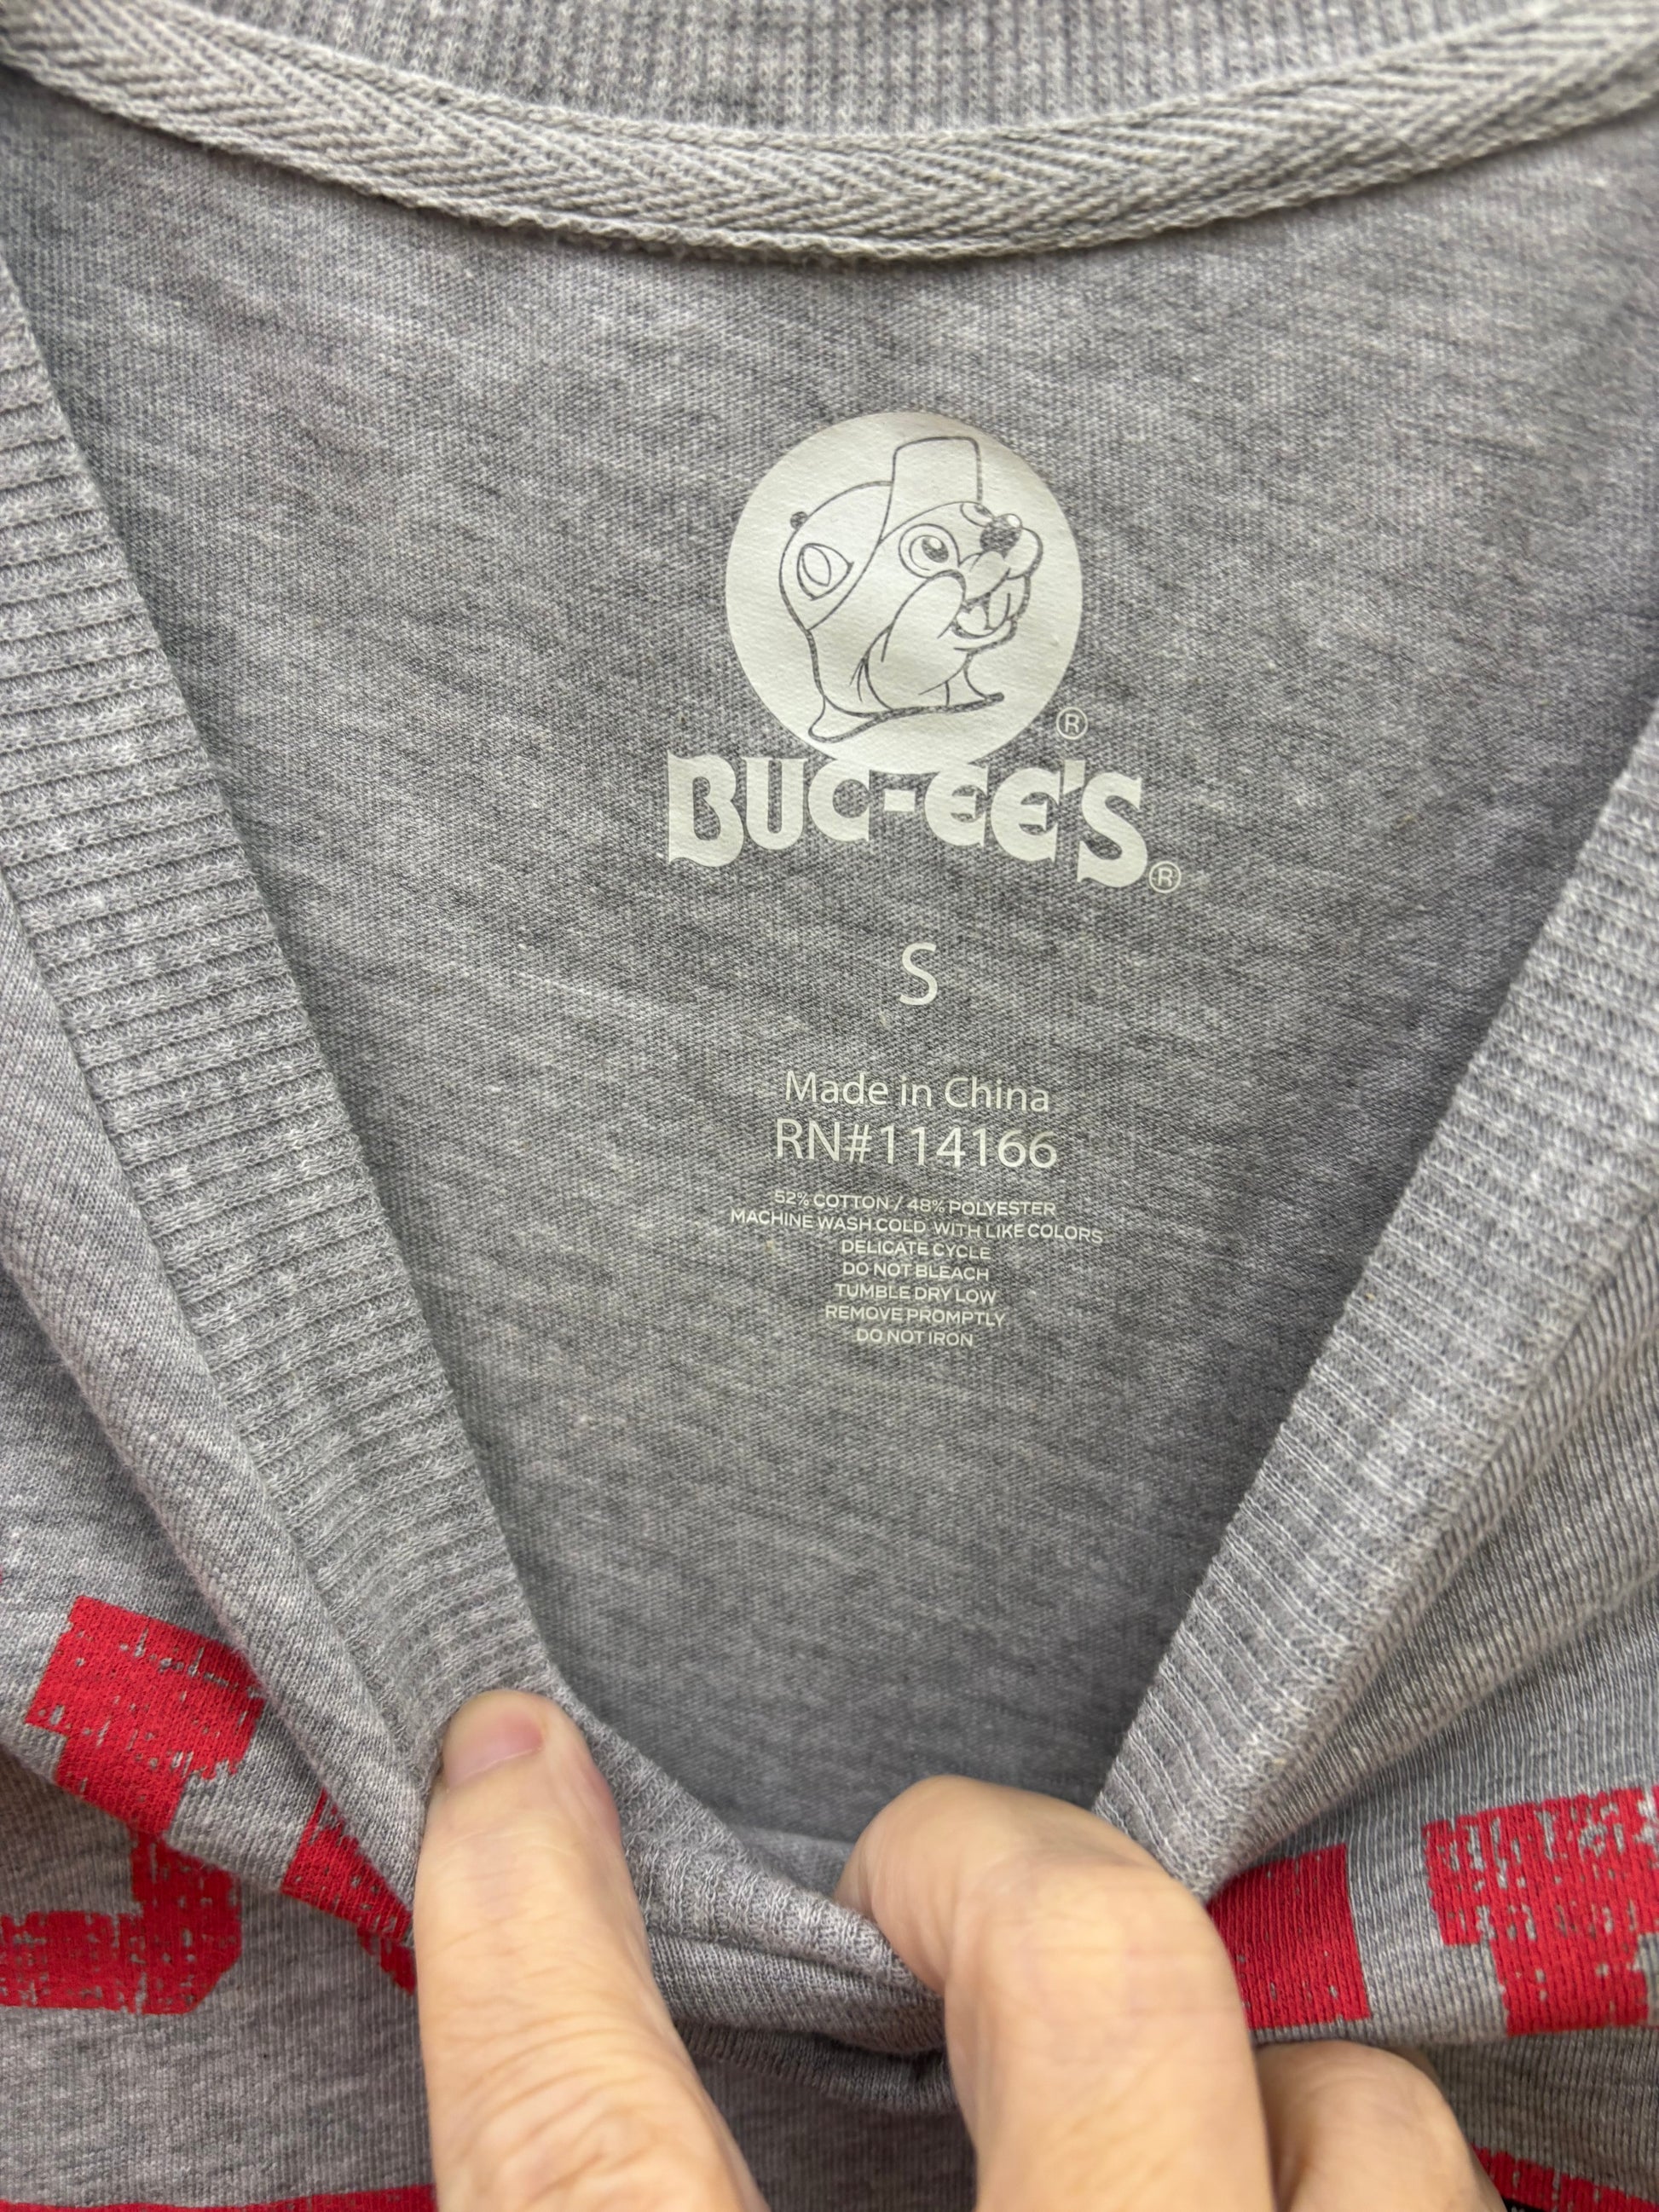 ®
BUC-EE'S®
S
Made in China
RN#114166
52% COTTON / 48% POLYESTER
MACHINE WASH COLD WITH LIKE COLORS
DELICATE CYCLE
DO NOT BLEACH
TUMBLE DRY LOW
REMOVE PROMPTLY
DO NOT IRON